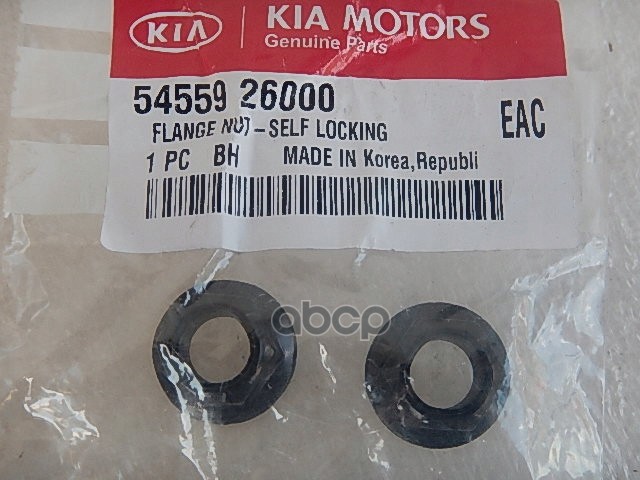 KIA KIA MOTORS
Genuine Parts
54559 26000
FLANGE NUT-SELF LOCKING
EAC
1 PC BH MADE IN Korea,Republi
abcp